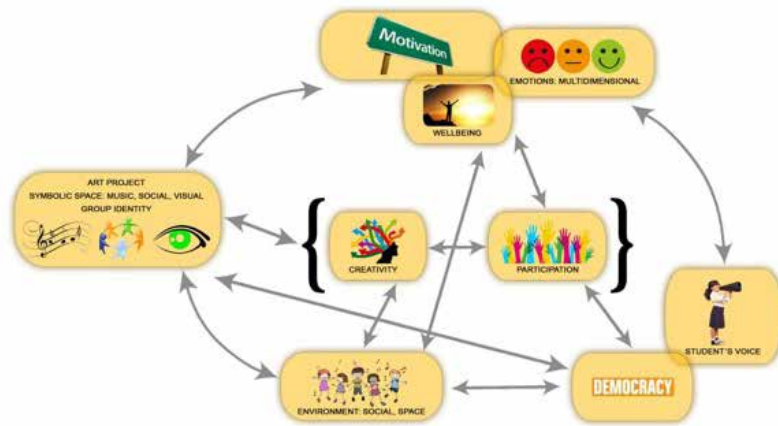 Motivation
EMOTIONS: MULTIDIMENSIONAL
WELLBEING
ART PROJECT
SYMBOLIC SPACE: MUSIC, SOCIAL, VISUAL
GROUP IDENTITY
{
CREATIVITY
PARTICIPATION
}
STUDENT'S VOICE
ENVIRONMENT: SOCIAL, SPACE
DEMOCRACY